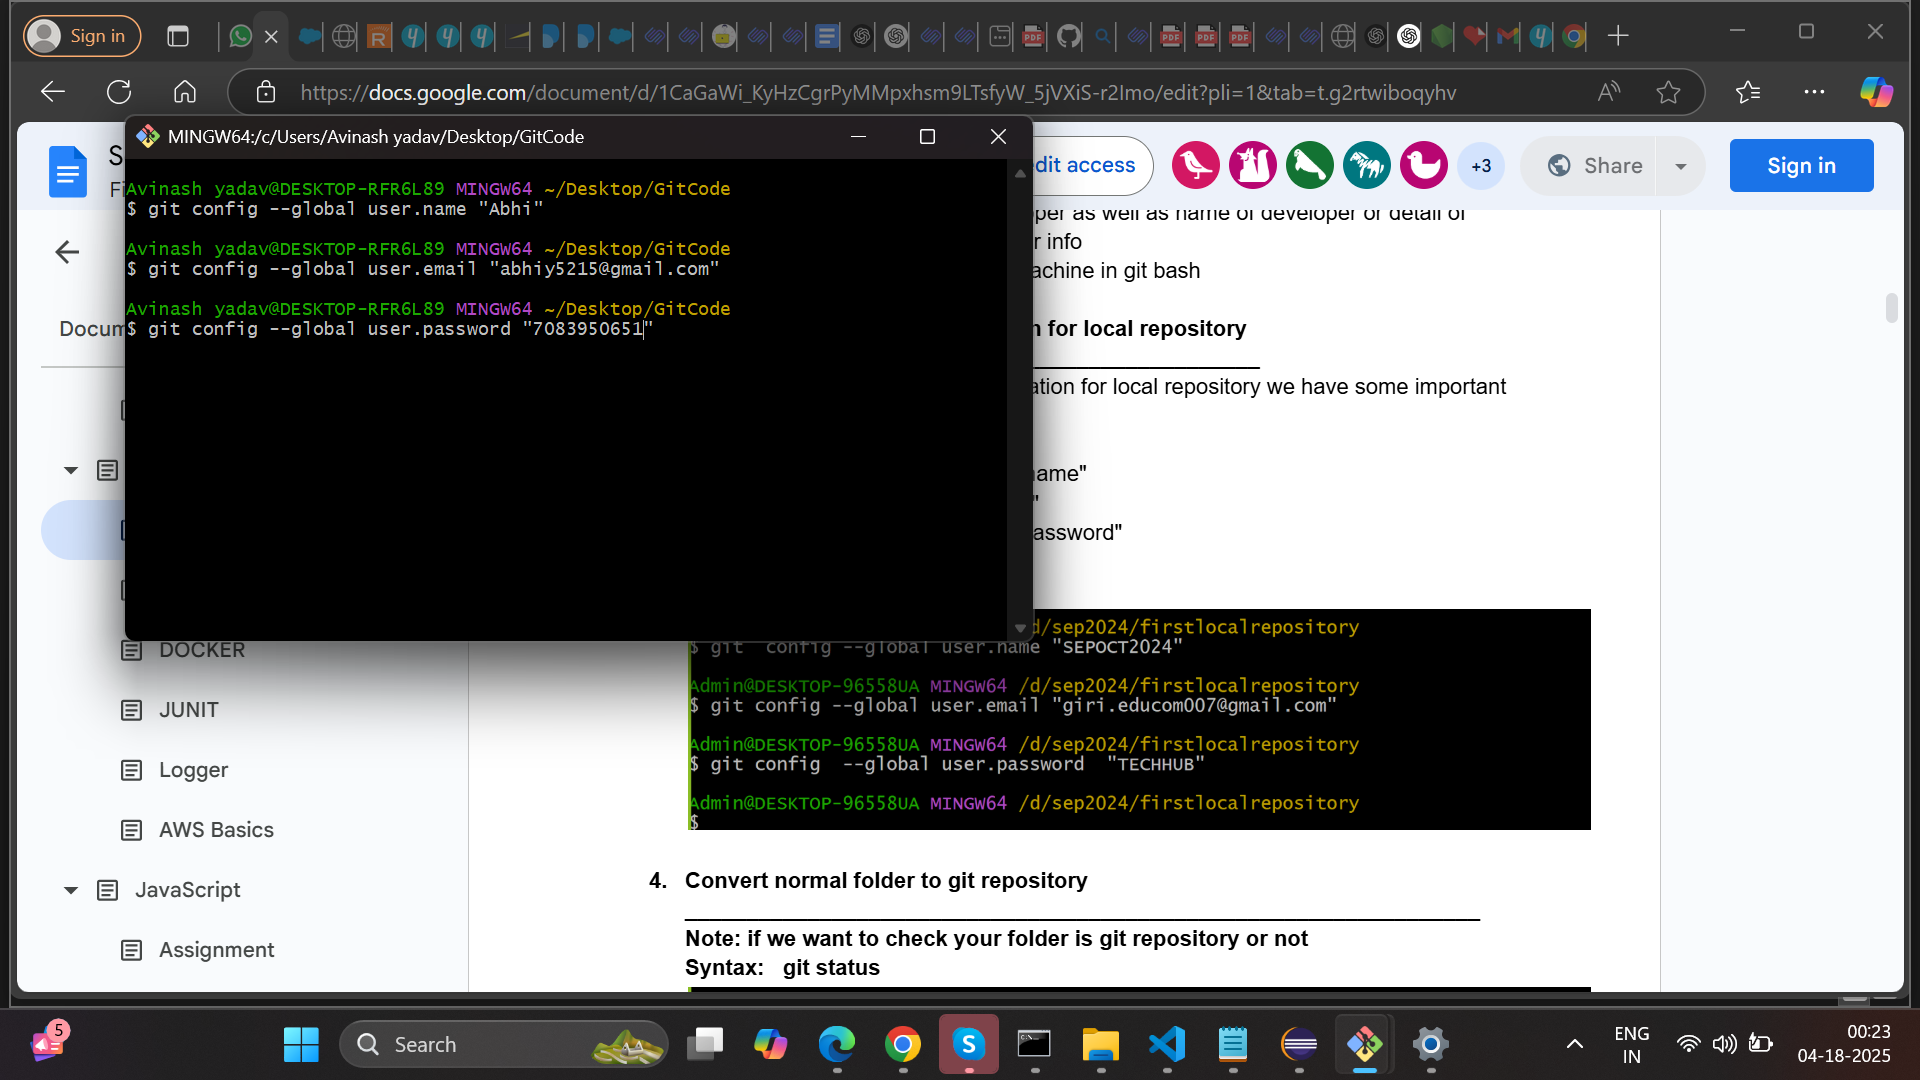 Sign in
https://docs.google.com/document/d/1CaGaWi_KyHzCgrPyMMpxhsm9LTsfyW_5jVXiS-r2Imo/edit?pli=1&tab=t.g2rtwiboqyhv
MINGW64:/c/Users/Avinash yadav/Desktop/GitCode
dit access
+3
Share
Sign in
Avinash yadav@DESKTOP-RFR6L89 MINGW64 ~/Desktop/GitCode
$ git config --global user.name "Abhi"
Avinash yadav@DESKTOP-RFR6L89 MINGW64 ~/Desktop/GitCode
$ git config --global user.email "abhiy5215@gmail.com"
Avinash yadav@DESKTOP-RFR6L89 MINGW64 ~/Desktop/GitCode
$ git config --global user.password "7083950651"
Docum
DOCKER
JUNIT
Logger
AWS Basics
JavaScript
Assignment
per as well as name of developer or detail of
r info
achine in git bash
n for local repository
ation for local repository we have some important
ame"
"
assword"
d/sep2024/firstlocalrepository
$ git  config --global user.name "SEPOCT2024"
Admin@DESKTOP-96558UA MINGW64 /d/sep2024/firstlocalrepository
$ git config --global user.email "giri.educom007@gmail.com"
Admin@DESKTOP-96558UA MINGW64 /d/sep2024/firstlocalrepository
$ git config  --global user.password  "TECHHUB"
Admin@DESKTOP-96558UA MINGW64 /d/sep2024/firstlocalrepository
$
4. Convert normal folder to git repository
Note: if we want to check your folder is git repository or not
Syntax:   git status
5
Search
ENG
IN
00:23
04-18-2025